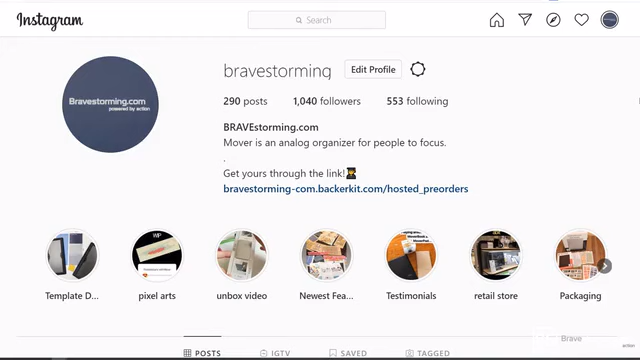 Instagram
Search
bravestorming
Edit Profile
290 posts 1,040 followers 553 following
BRAVEstorming.com
Mover is an analog organizer for people to focus.
.
Get yours through the link!
bravestorming-com.backerkit.com/hosted_preorders
Bravestorming.com
powered by action
Template D... pixel arts unbox video Newest Fea... Testimonials retail store Packaging
POSTS IGTV SAVED TAGGED
Brave
action